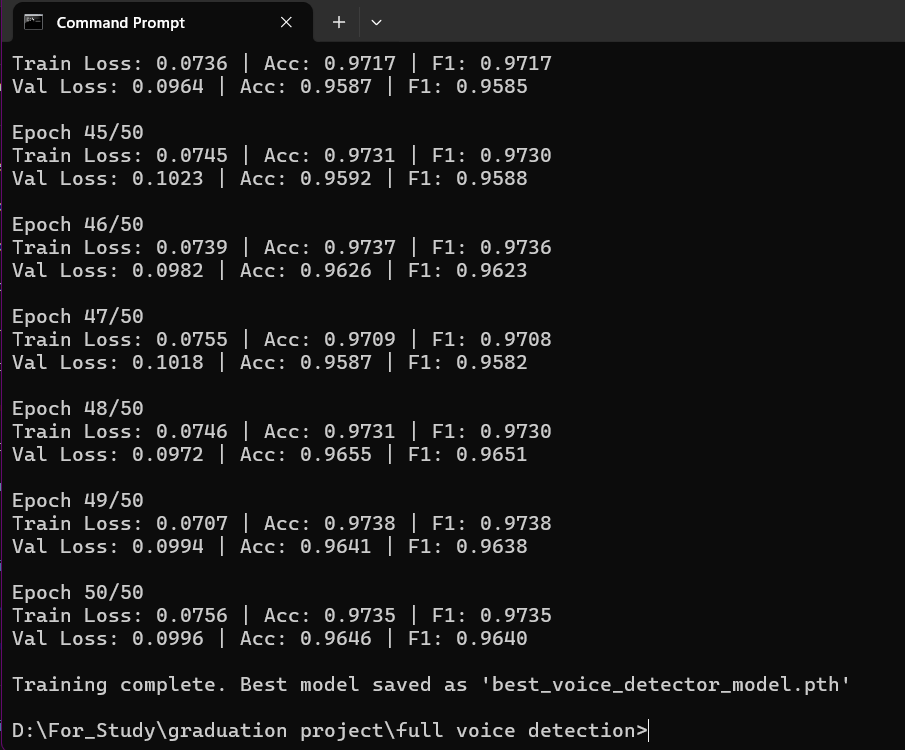 Command Prompt
Train Loss: 0.0736 | Acc: 0.9717 | F1: 0.9717
Val Loss: 0.0964 | Acc: 0.9587 | F1: 0.9585
Epoch 45/50
Train Loss: 0.0745 | Acc: 0.9731 | F1: 0.9730
Val Loss: 0.1023 | Acc: 0.9592 | F1: 0.9588
Epoch 46/50
Train Loss: 0.0739 | Acc: 0.9737 | F1: 0.9736
Val Loss: 0.0982 | Acc: 0.9626 | F1: 0.9623
Epoch 47/50
Train Loss: 0.0755 | Acc: 0.9709 | F1: 0.9708
Val Loss: 0.1018 | Acc: 0.9587 | F1: 0.9582
Epoch 48/50
Train Loss: 0.0746 | Acc: 0.9731 | F1: 0.9730
Val Loss: 0.0972 | Acc: 0.9655 | F1: 0.9651
Epoch 49/50
Train Loss: 0.0707 | Acc: 0.9738 | F1: 0.9738
Val Loss: 0.0994 | Acc: 0.9641 | F1: 0.9638
Epoch 50/50
Train Loss: 0.0756 | Acc: 0.9735 | F1: 0.9735
Val Loss: 0.0996 | Acc: 0.9646 | F1: 0.9640
Training complete. Best model saved as 'best_voice_detector_model.pth'
D:\For_Study\graduation project\full voice detection>